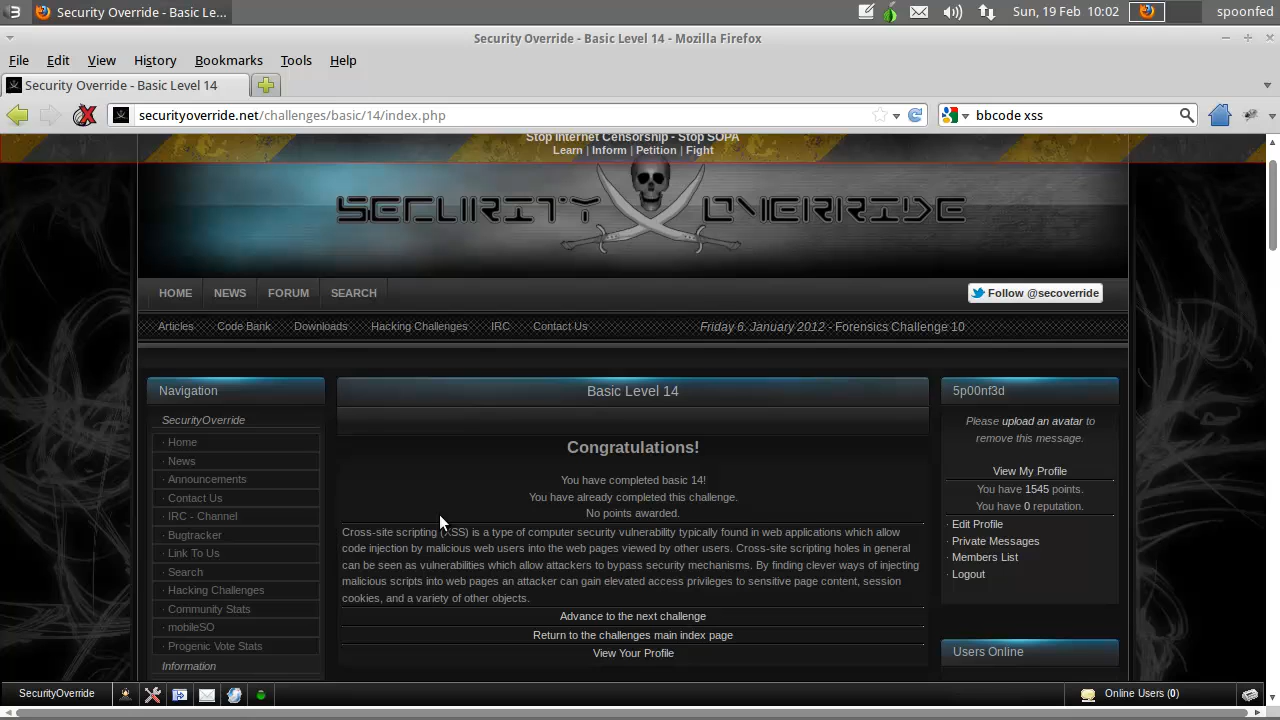 Security Override - Basic Le...
Sun, 19 Feb 10:02
spoonfed
Security Override - Basic Level 14 - Mozilla Firefox
File Edit View History Bookmarks Tools Help
Security Override - Basic Level 14
securityoverride.net/challenges/basic/14/index.php
bbcode xss
Stop Internet Censorship - Stop SOPA
Learn | Inform | Petition | Fight
SECURITY OVERRIDE
HOME NEWS FORUM SEARCH
Follow @secoverride
Articles Code Bank Downloads Hacking Challenges IRC Contact Us
Friday 6. January 2012 - Forensics Challenge 10
Navigation
SecurityOverride
· Home
· News
· Announcements
· Contact Us
· IRC - Channel
· Bugtracker
· Link To Us
· Search
· Hacking Challenges
· Community Stats
· mobileSO
· Progenic Vote Stats
Information
Basic Level 14
Congratulations!
You have completed basic 14!
You have already completed this challenge.
No points awarded.
Cross-site scripting (XSS) is a type of computer security vulnerability typically found in web applications which allow
code injection by malicious web users into the web pages viewed by other users. Cross-site scripting holes in general
can be seen as vulnerabilities which allow attackers to bypass security mechanisms. By finding clever ways of injecting
malicious scripts into web pages an attacker can gain elevated access privileges to sensitive page content, session
cookies, and a variety of other objects.
Advance to the next challenge
Return to the challenges main index page
View Your Profile
5p00nf3d
Please upload an avatar to
remove this message.
View My Profile
You have 1545 points.
You have 0 reputation.
· Edit Profile
· Private Messages
· Members List
· Logout
Users Online
SecurityOverride
Online Users (0)